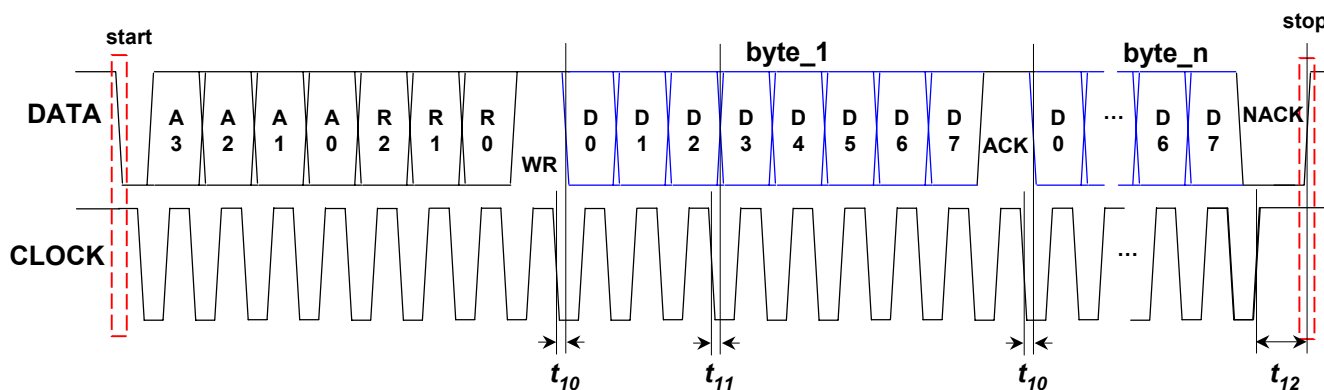 start
stop
byte_1
byte_n
DATA
A A A A R R R D D D D D D D D D ... D D NACK
3 2 1 0 2 1 0 WR 0 1 2 3 4 5 6 7 ACK 0 6 7
CLOCK
...
t10 t11 t10 t12